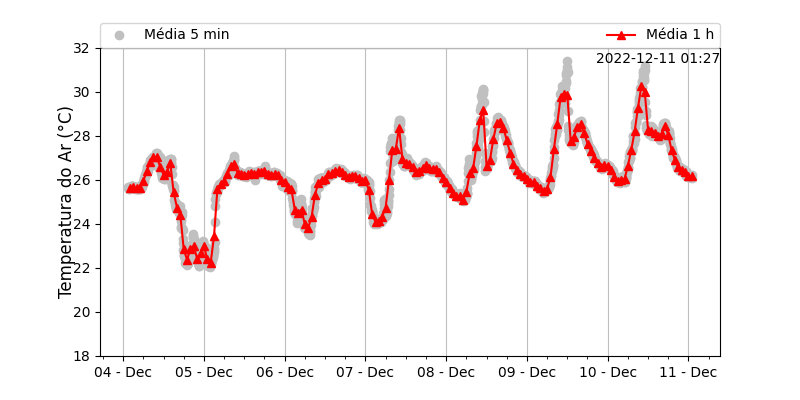 Média 5 min
Média 1 h
2022-12-11 01:27
Temperatura do Ar (°C)
32
30
28
26
24
22
20
18
04 - Dec
05 - Dec
06 - Dec
07 - Dec
08 - Dec
09 - Dec
10 - Dec
11 - Dec